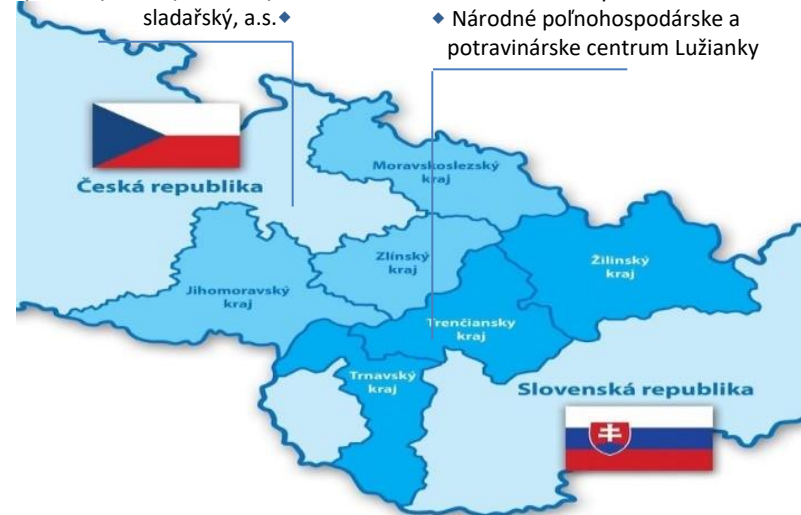 sladařský, a.s.◆
◆ Národné poľnohospodárske a
potravinárske centrum Lužianky
Moravskoslezský
kraj
Česká republika
Zlínský
kraj
Žilinský
kraj
Jihomoravský
kraj
Trenčiansky
kraj
Trnavský
kraj
Slovenská republika